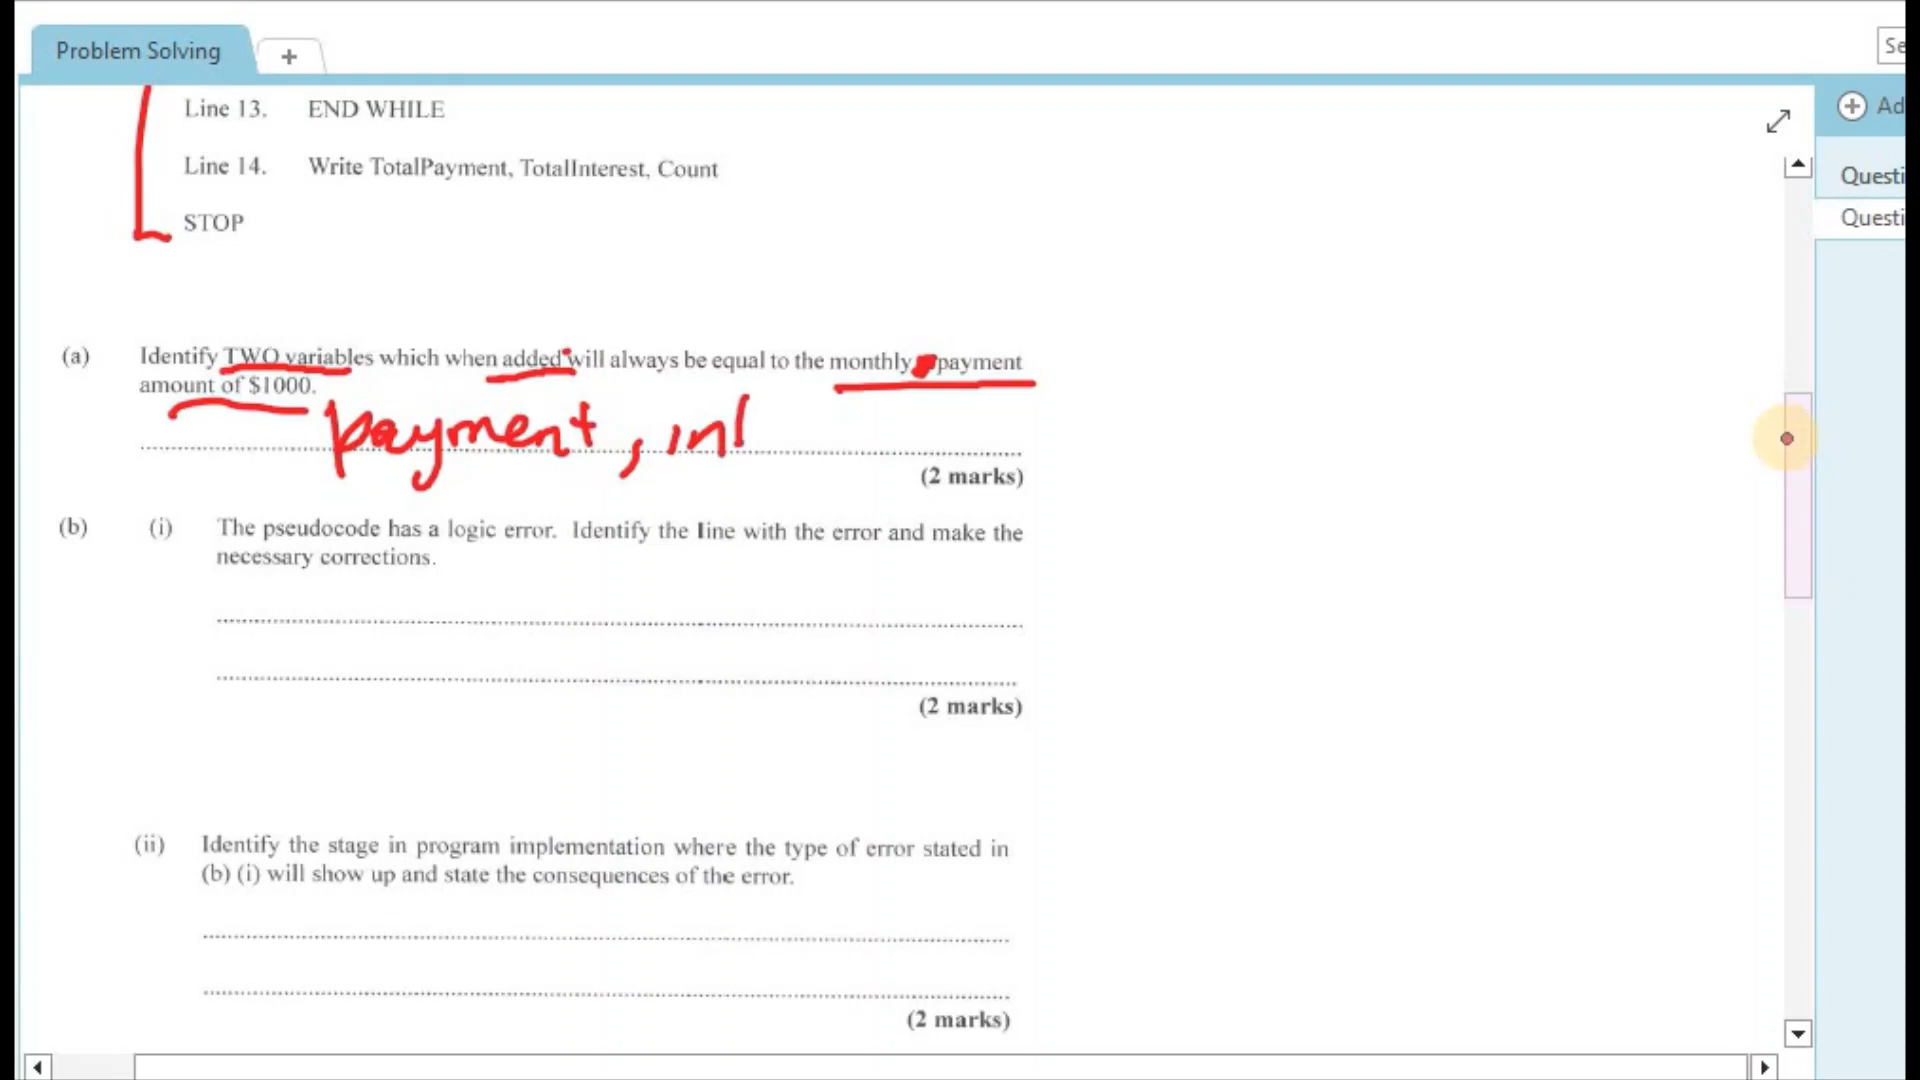 Problem Solving +
Se
Line 13. END WHILE
Ad
Line 14. Write TotalPayment, TotalInterest, Count
Questi
STOP
Questi
(a) Identify TWO variables which when added will always be equal to the monthly payment
amount of $1000.
payment, int
(2 marks)
(b) (i) The pseudocode has a logic error. Identify the line with the error and make the
necessary corrections.
(2 marks)
(ii) Identify the stage in program implementation where the type of error stated in
(b) (i) will show up and state the consequences of the error.
(2 marks)